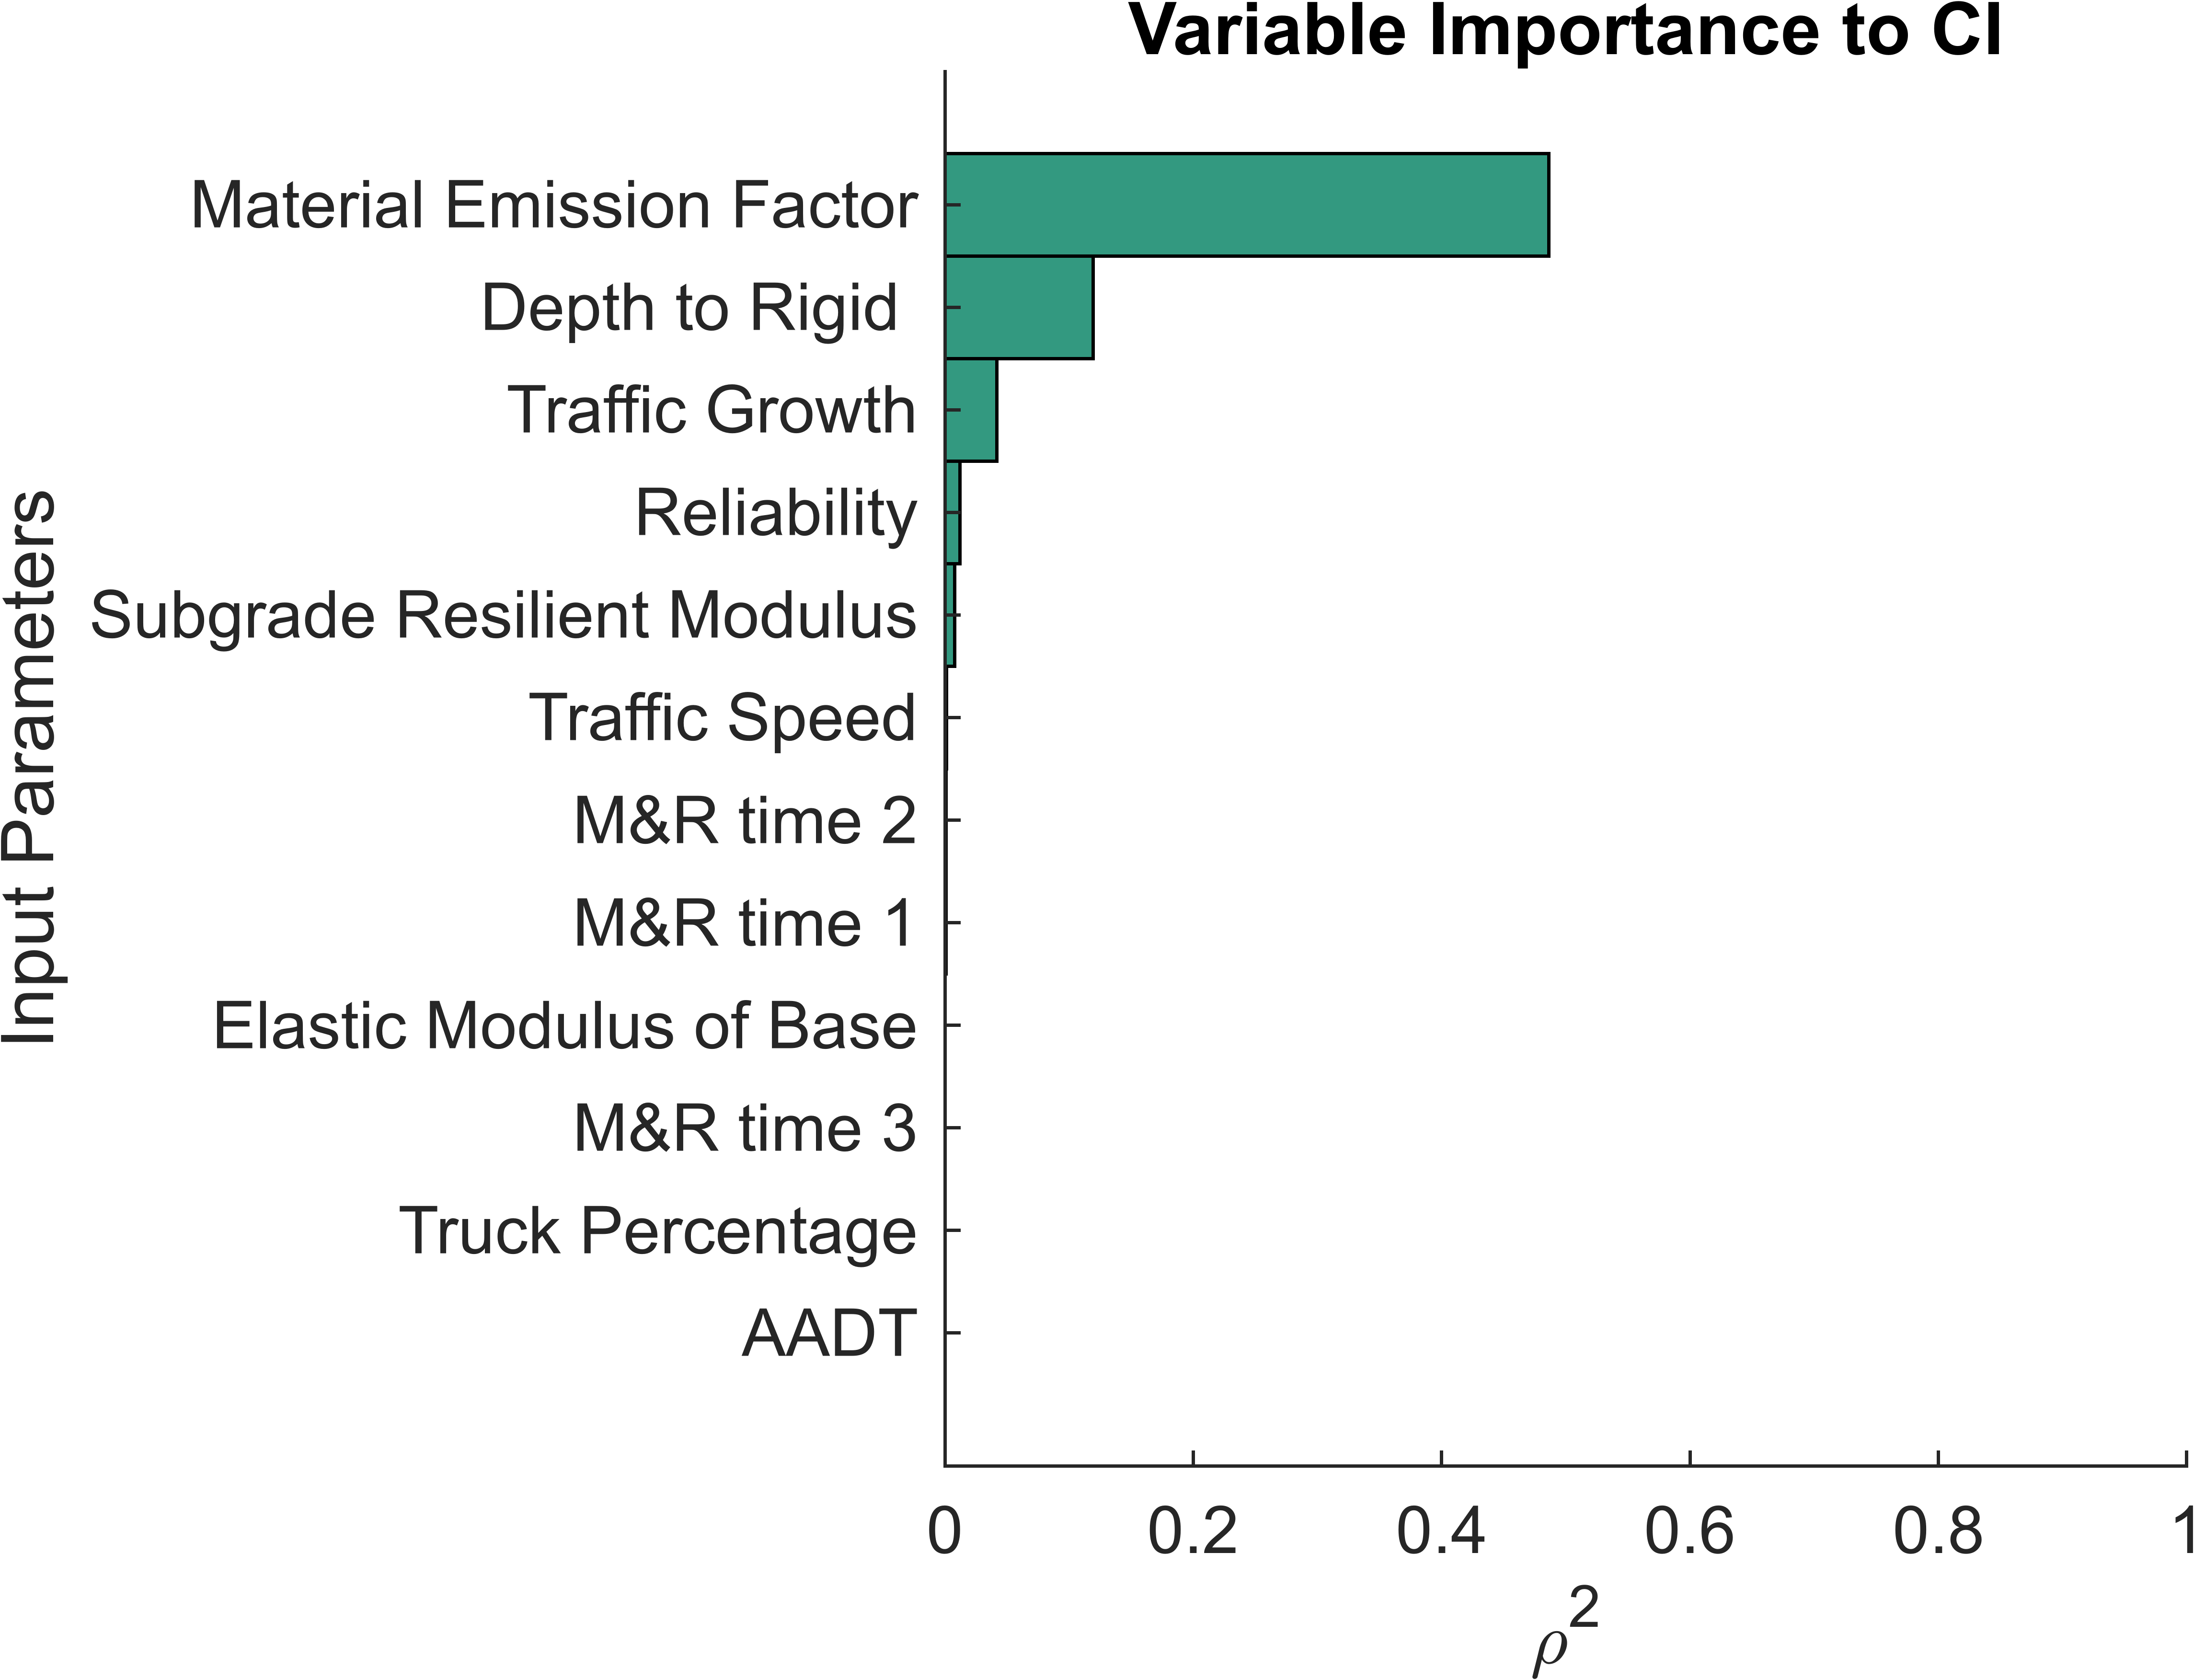 Variable Importance to CI
Input Parameters
Material Emission Factor
Depth to Rigid
Traffic Growth
Reliability
Subgrade Resilient Modulus
Traffic Speed
M&R time 2
M&R time 1
Elastic Modulus of Base
M&R time 3
Truck Percentage
AADT
0 0.2 0.4 0.6 0.8 1
ρ²